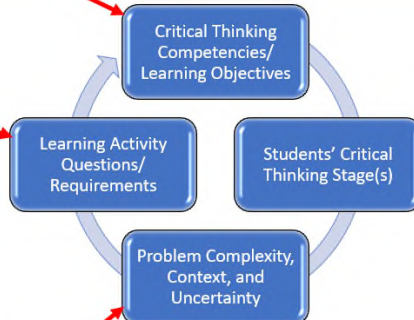 Critical Thinking
Competencies/
Learning Objectives
Learning Activity
Questions/
Requirements
Students’ Critical
Thinking Stage(s)
Problem Complexity,
Context, and
Uncertainty